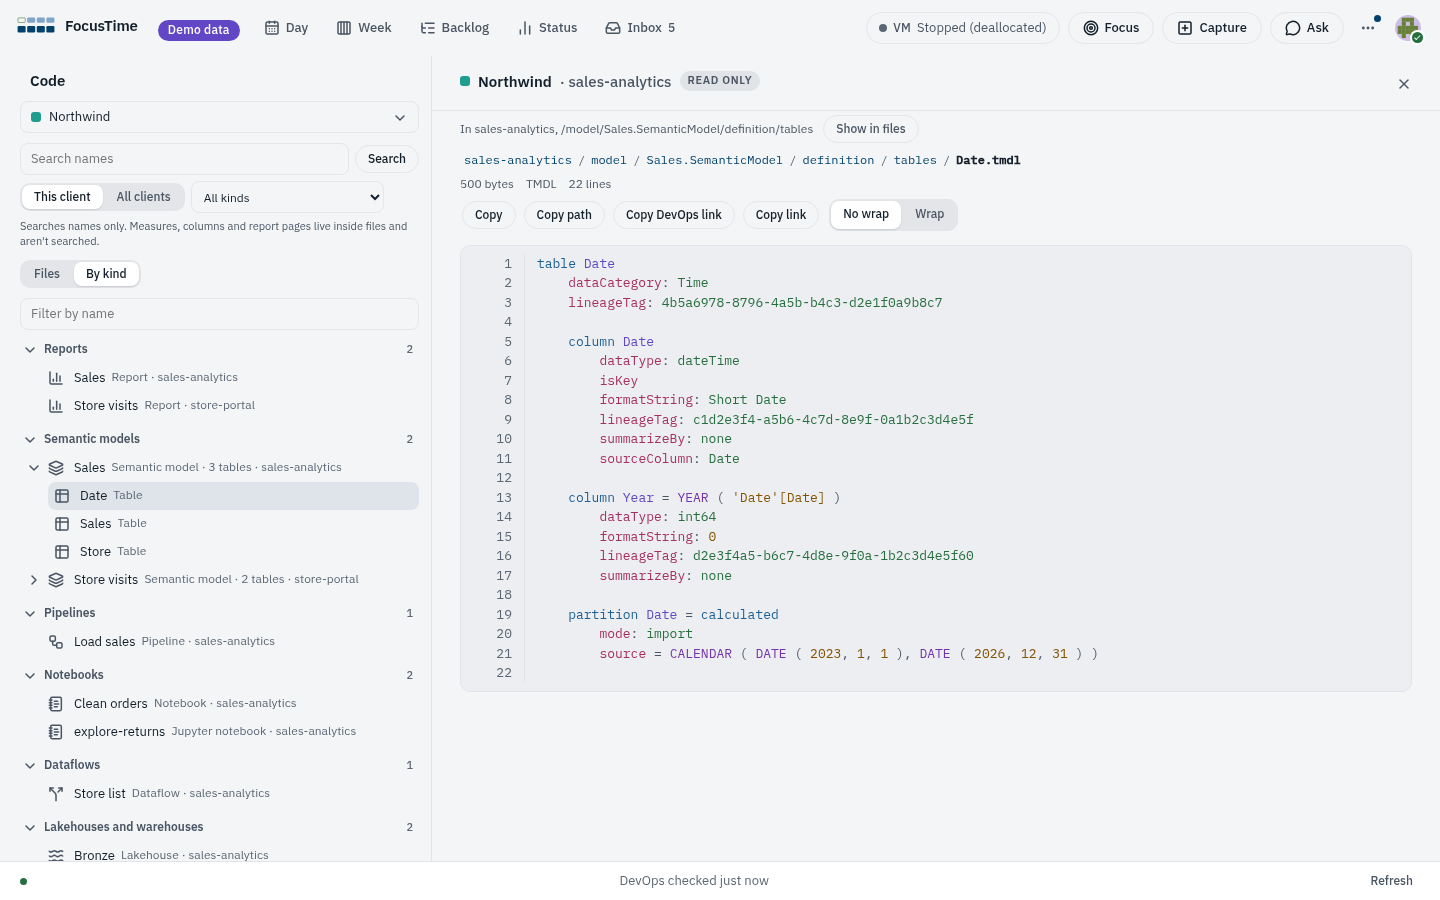 FocusTime
Demo data
Day
Week
Backlog
Status
Inbox 5
VM Stopped (deallocated)
Focus
Capture
Ask
Code
Northwind
Search names
Search
This client
All clients
All kinds
Searches names only. Measures, columns and report pages live inside files and
aren't searched.
Files
By kind
Filter by name
Reports 2
Sales Report · sales-analytics
Store visits Report · store-portal
Semantic models 2
Sales Semantic model · 3 tables · sales-analytics
Date Table
Sales Table
Store Table
Store visits Semantic model · 2 tables · store-portal
Pipelines 1
Load sales Pipeline · sales-analytics
Notebooks 2
Clean orders Notebook · sales-analytics
explore-returns Jupyter notebook · sales-analytics
Dataflows 1
Store list Dataflow · sales-analytics
Lakehouses and warehouses 2
Bronze Lakehouse · sales-analytics
Northwind · sales-analytics READ ONLY
In sales-analytics, /model/Sales.SemanticModel/definition/tables
Show in files
sales-analytics / model / Sales.SemanticModel / definition / tables / Date.tmdl
500 bytes TMDL 22 lines
Copy
Copy path
Copy DevOps link
Copy link
No wrap
Wrap
1 table Date
2 dataCategory: Time
3 lineageTag: 4b5a6978-8796-4a5b-b4c3-d2e1f0a9b8c7
4
5 column Date
6 dataType: dateTime
7 isKey
8 formatString: Short Date
9 lineageTag: c1d2e3f4-a5b6-4c7d-8e9f-0a1b2c3d4e5f
10 summarizeBy: none
11 sourceColumn: Date
12
13 column Year = YEAR ( 'Date'[Date] )
14 dataType: int64
15 formatString: 0
16 lineageTag: d2e3f4a5-b6c7-4d8e-9f0a-1b2c3d4e5f60
17 summarizeBy: none
18
19 partition Date = calculated
20 mode: import
21 source = CALENDAR ( DATE ( 2023, 1, 1 ), DATE ( 2026, 12, 31 ) )
22
DevOps checked just now
Refresh